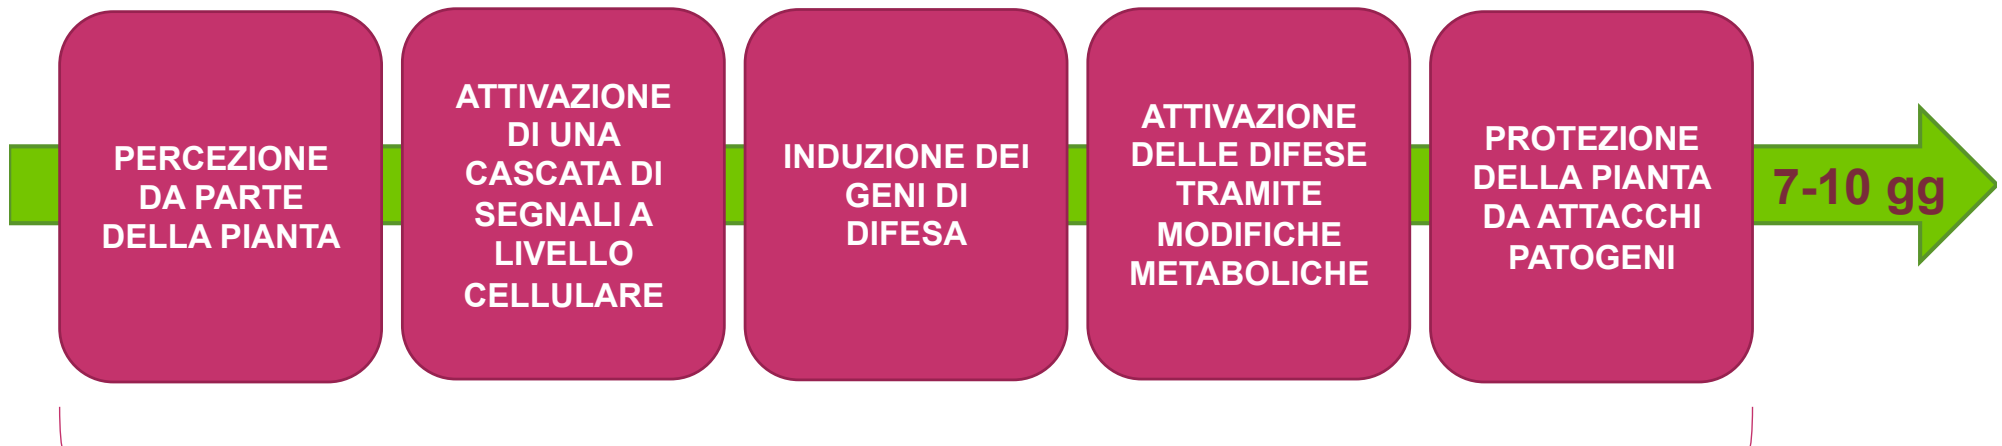 PERCEZIONE
DA PARTE
DELLA PIANTA
ATTIVAZIONE
DI UNA
CASCATA DI
SEGNALI A
LIVELLO
CELLULARE
INDUZIONE DEI
GENI DI
DIFESA
ATTIVAZIONE
DELLE DIFESE
TRAMITE
MODIFICHE
METABOLICHE
PROTEZIONE
DELLA PIANTA
DA ATTACCHI
PATOGENI
7-10 gg